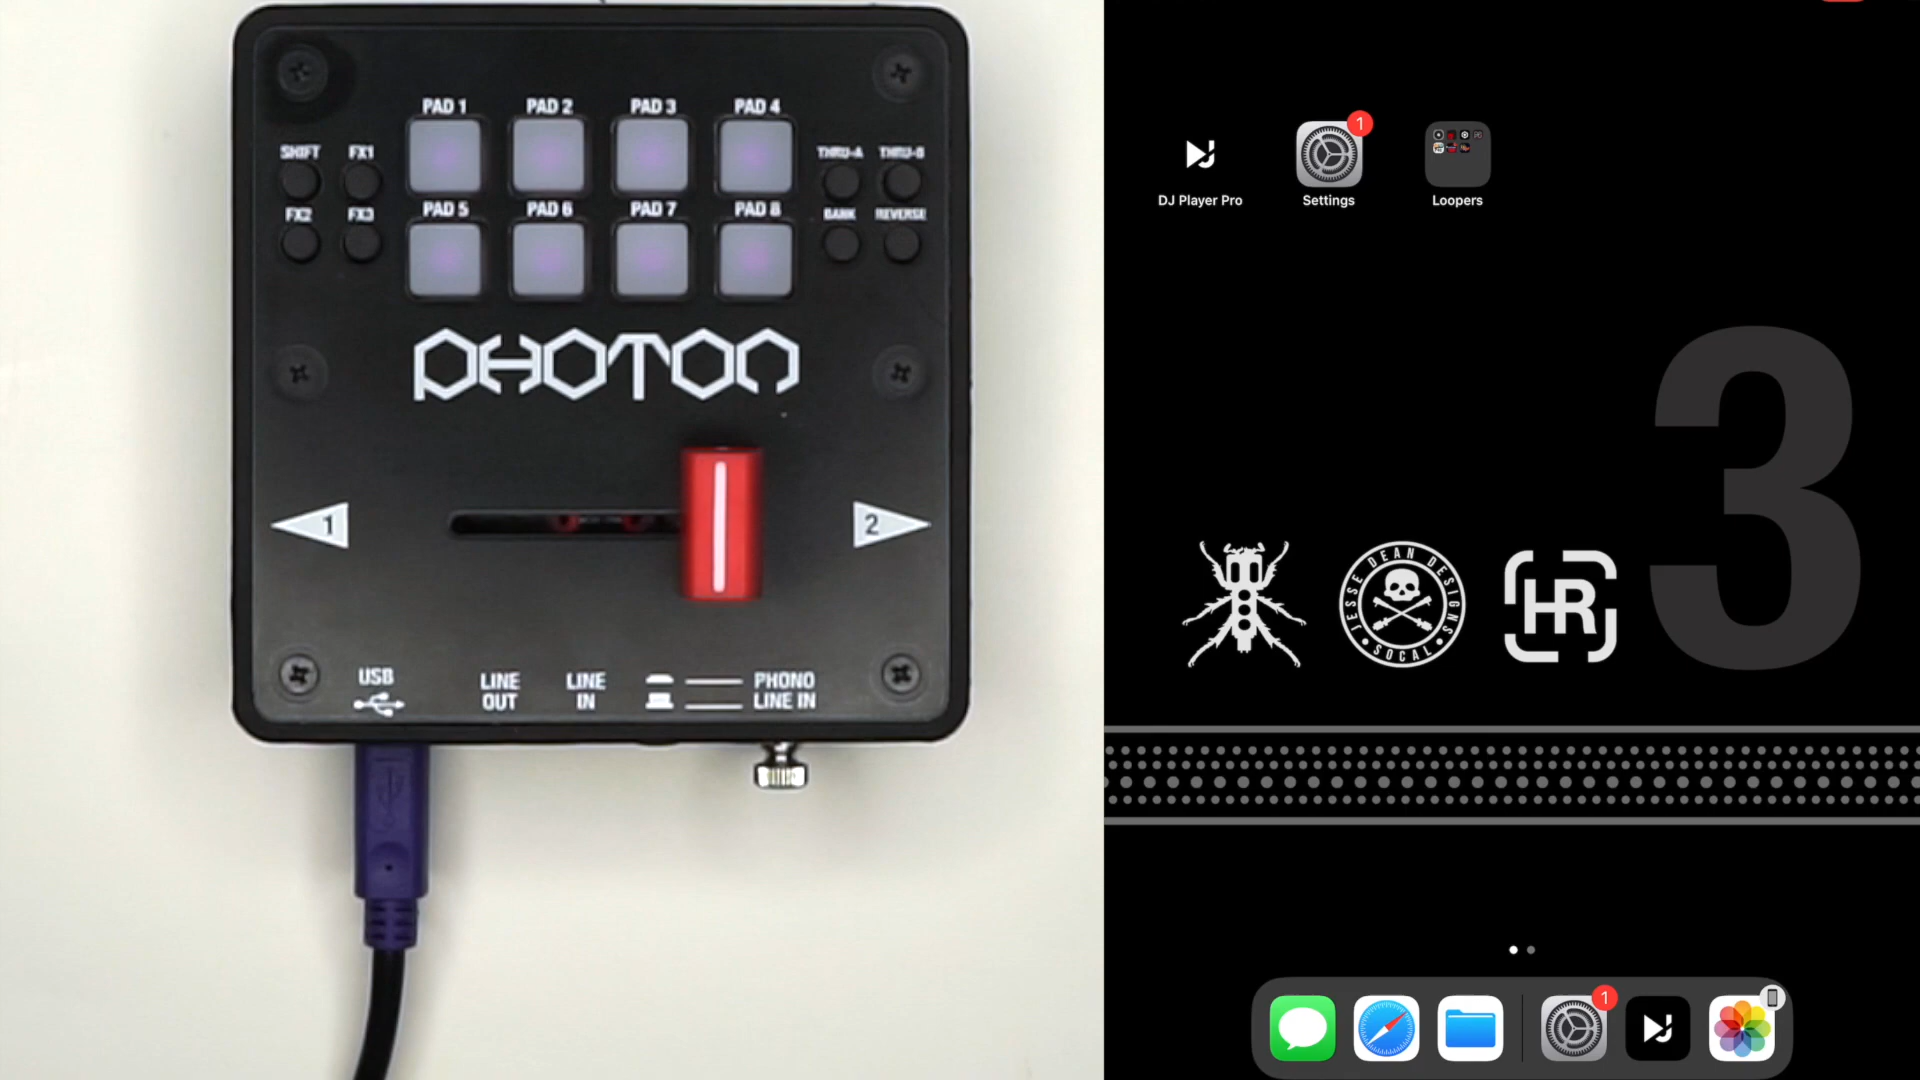 PAD 1 PAD 2 PAD 3 PAD 4
SHIFT FX1
THRU-A THRU-B
PAD 5 PAD 6 PAD 7 PAD 8
FX2 FX3
BANK REVERSE
PHOTON
1
2
USB
LINE OUT
LINE IN
PHONO
LINE IN
1
DJ Player Pro
Settings
Loopers
3
JESSE DEAN DESIGNS
SOCAL
HR
1